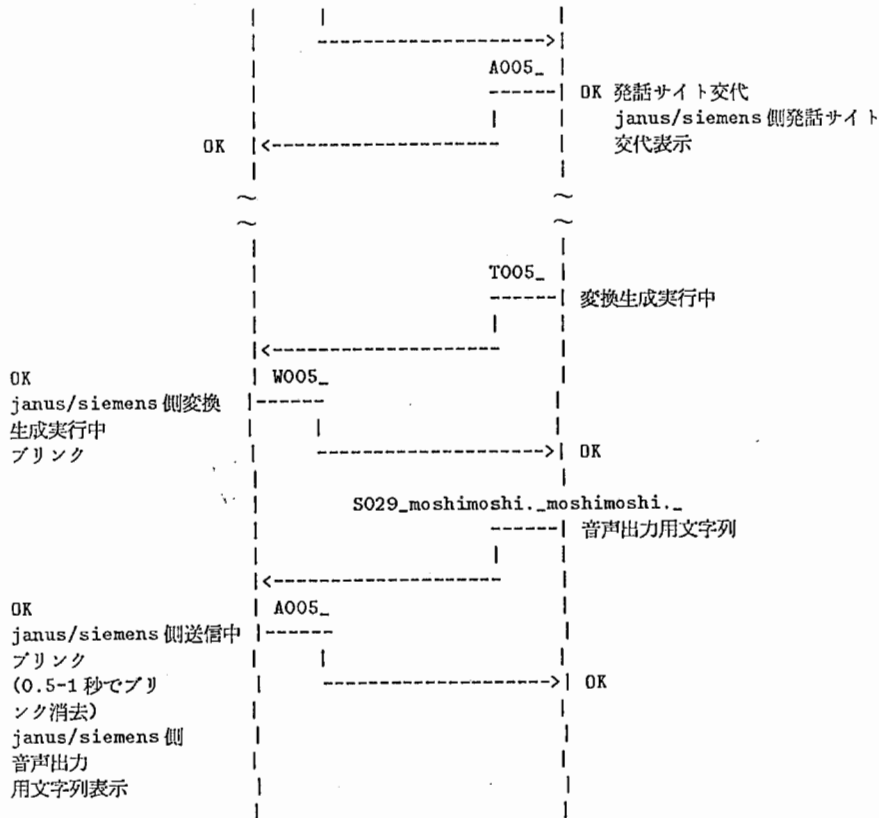 A005_
OK 発話サイト交代
janus/siemens 側発話サイト
OK
交代表示
T005_
変換生成実行中
OK
W005_
janus/siemens 側変換
生成実行中
ブリンク
OK
S029_moshimoshi._moshimoshi._
音声出力用文字列
OK
A005_
janus/siemens 側送信中
ブリンク
OK
(0.5-1 秒でブリ
ンク消去)
janus/siemens 側
音声出力
用文字列表示